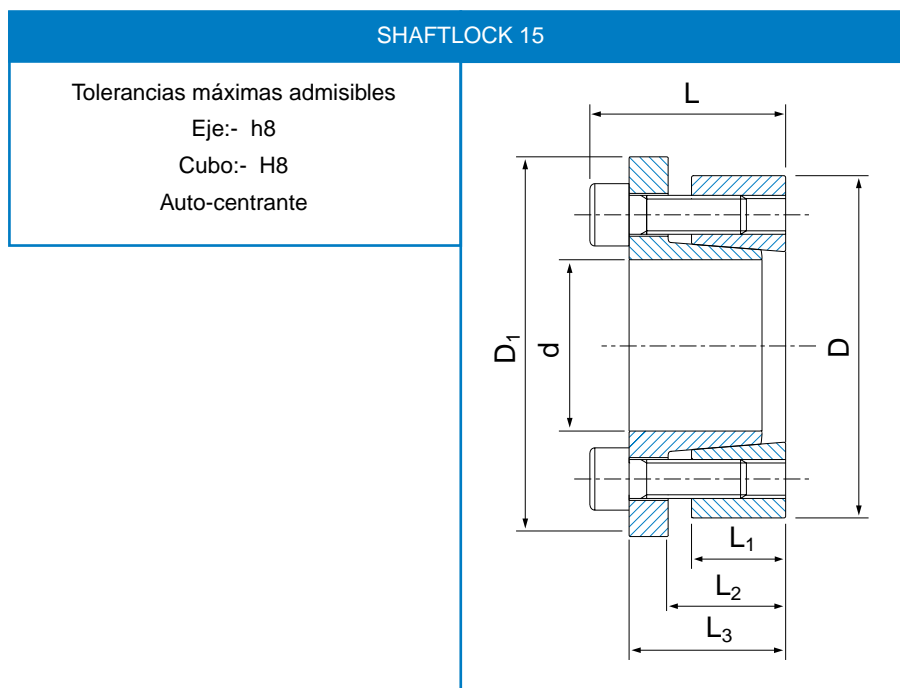 SHAFTLOCK 15
Tolerancias máximas admisibles
Eje:- h8
Cubo:- H8
Auto-centrante
L
D₁
d
D
L₁
L₂
L₃